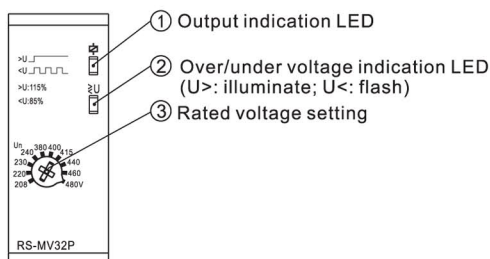 ① Output indication LED
>U
<U
② Over/under voltage indication LED
(U>: illuminate; U<: flash)
>U:115%
<U:85%
≷U
③ Rated voltage setting
Un
208 220 230 240 380 400 415 440 460 480V
RS-MV32P